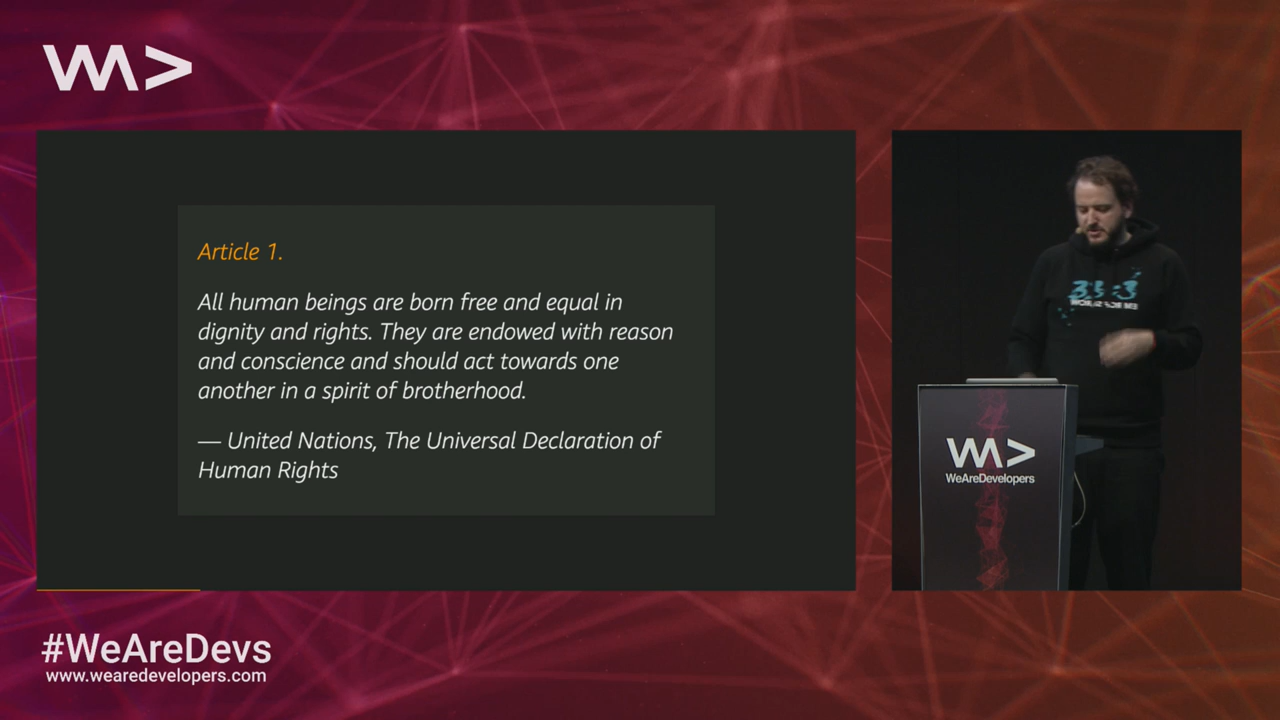 Article 1.
All human beings are born free and equal in
dignity and rights. They are endowed with reason
and conscience and should act towards one
another in a spirit of brotherhood.
— United Nations, The Universal Declaration of
Human Rights
WeAreDevelopers
#WeAreDevs
www.wearedevelopers.com